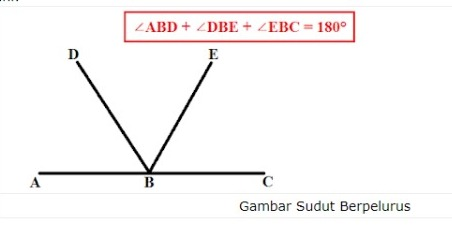 ∠ABD + ∠DBE + ∠EBC = 180°
D E
A B C
Gambar Sudut Berpelurus